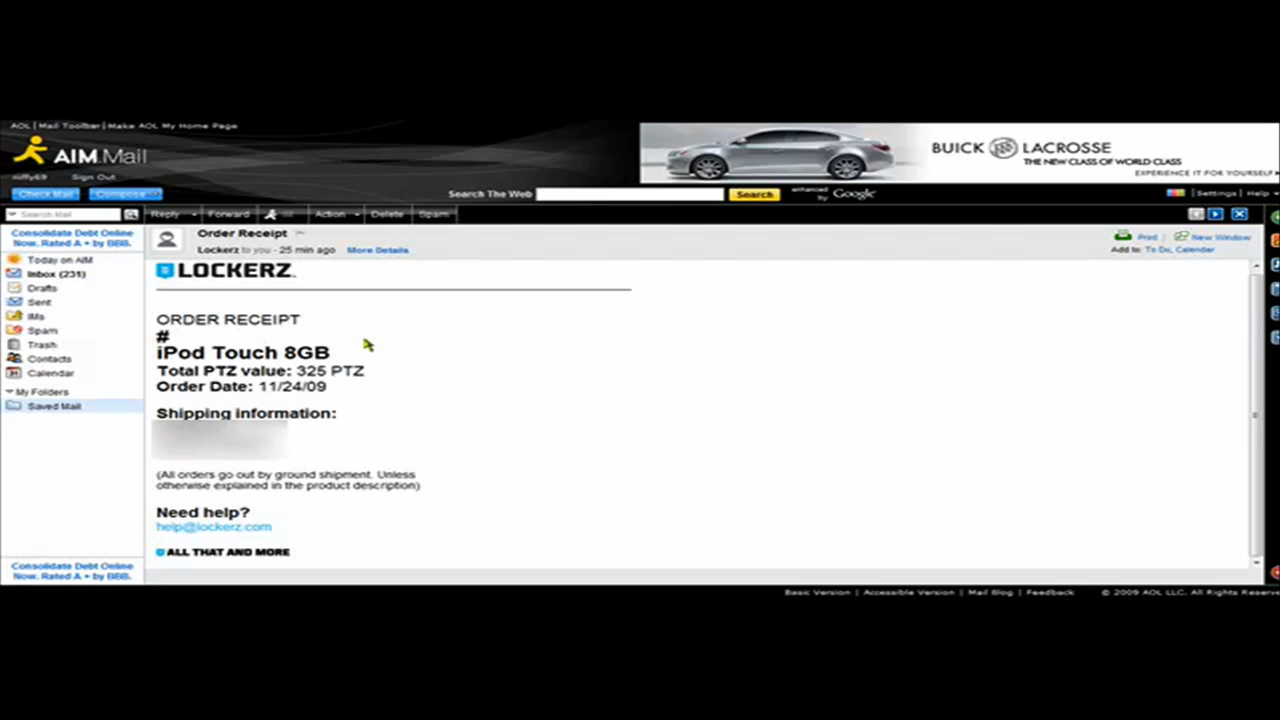 AOL | Mail Toolbar | Make AOL My Home Page
AIM.Mail
BUICK LACROSSE
THE NEW CLASS OF WORLD CLASS
EXPERIENCE IT FOR YOURSELF
Sign Out
Check Mail Compose
Search The Web Search enhanced by Google
Settings | Help
Search Mail
Reply Forward IM Action Delete Spam
Consolidate Debt Online
Now. Rated A + by BBB.
Order Receipt
Lockerz to you - 25 min ago More Details
Print New Window
Add to: To Do, Calendar
Today on AIM
Inbox (231)
Drafts
Sent
IMs
Spam
Trash
Contacts
Calendar
My Folders
Saved Mail
LOCKERZ
ORDER RECEIPT
#
iPod Touch 8GB
Total PTZ value: 325 PTZ
Order Date: 11/24/09
Shipping information:
(All orders go out by ground shipment. Unless
otherwise explained in the product description)
Need help?
help@lockerz.com
ALL THAT AND MORE
Consolidate Debt Online
Now. Rated A + by BBB.
Basic Version | Accessible Version | Mail Blog | Feedback © 2009 AOL LLC. All Rights Reserve